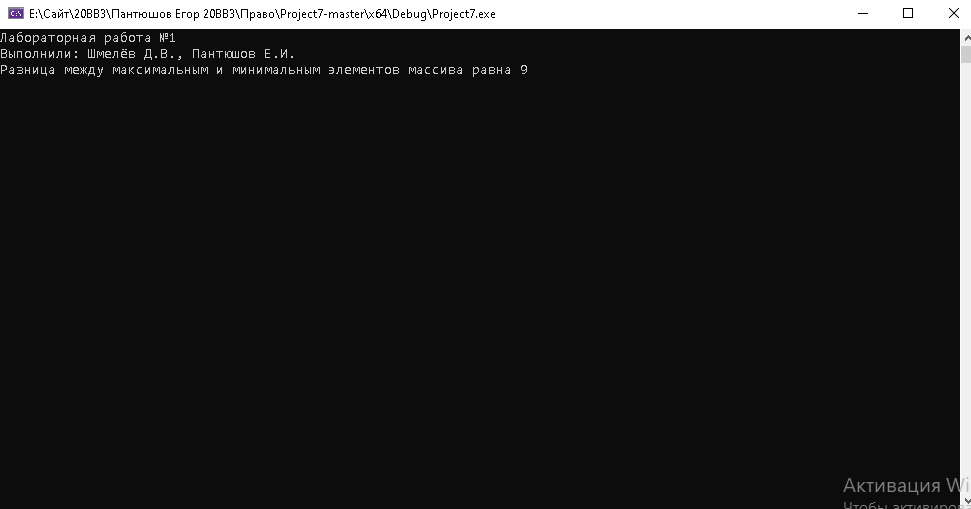 E:\Сайт\20ВВ3\Пантюшов Егор 20ВВ3\Право\Project7-master\x64\Debug\Project7.exe
Лабораторная работа №1
Выполнили: Шмелёв Д.В., Пантюшов Е.И.
Разница между максимальным и минимальным элементов массива равна 9
Активация Wi
Чтобы активиров